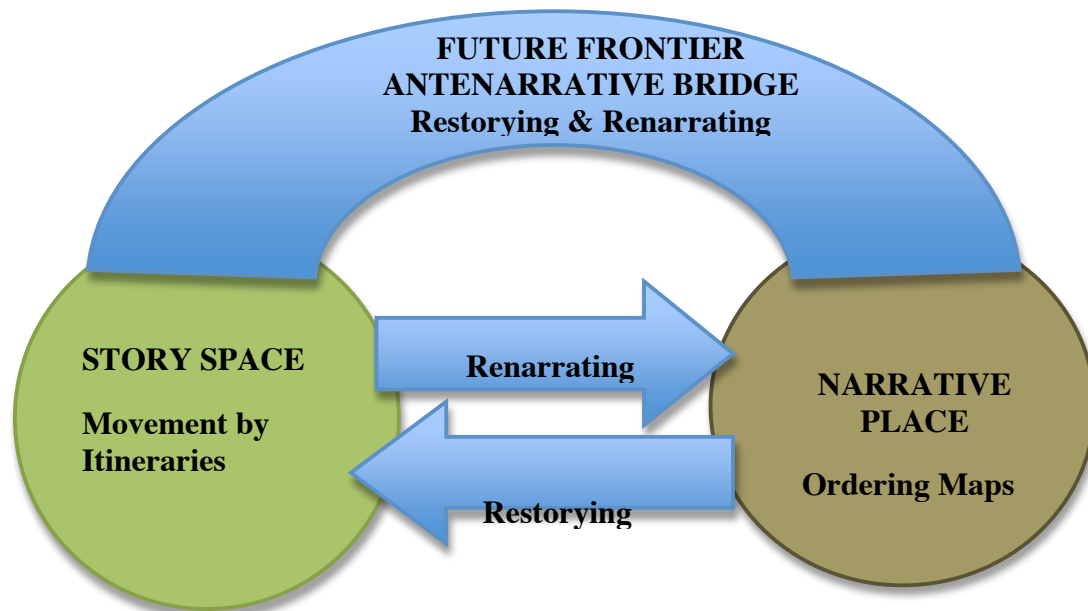 FUTURE FRONTIER
ANTENARRATIVE BRIDGE
Restorying & Renarrating
STORY SPACE
Movement by
Itineraries
Renarrating
Restorying
NARRATIVE
PLACE
Ordering Maps